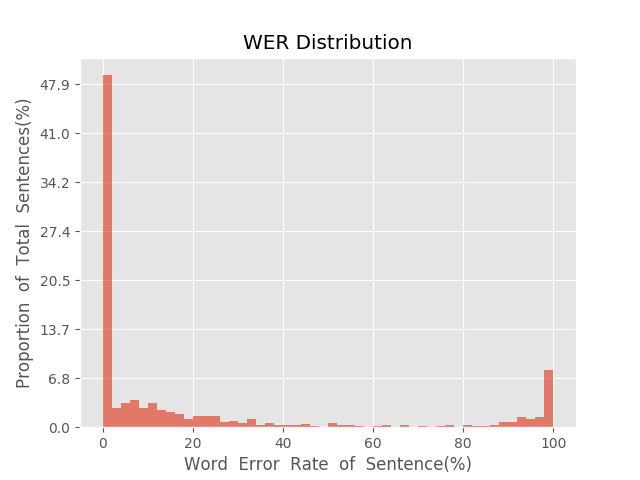 WER Distribution
47.9
41.0
34.2
27.4
20.5
13.7
6.8
0.0
Proportion of Total Sentences(%)
0 20 40 60 80 100
Word Error Rate of Sentence(%)